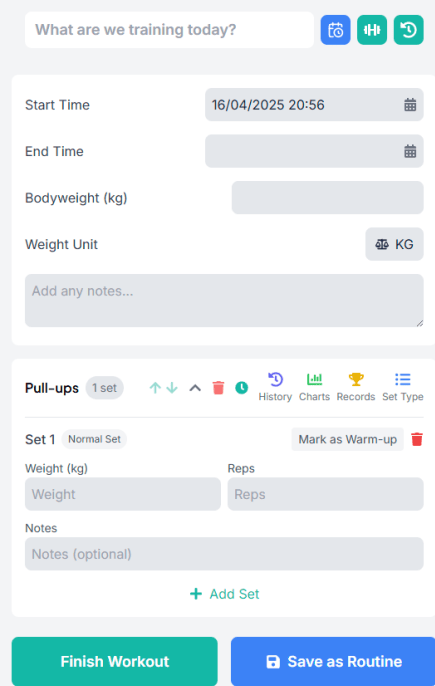 What are we training today?
Start Time
16/04/2025 20:56
End Time
Bodyweight (kg)
Weight Unit
KG
Add any notes...
Pull-ups 1 set
History Charts Records Set Type
Set 1 Normal Set Mark as Warm-up
Weight (kg) Reps
Weight Reps
Notes
Notes (optional)
+ Add Set
Finish Workout Save as Routine